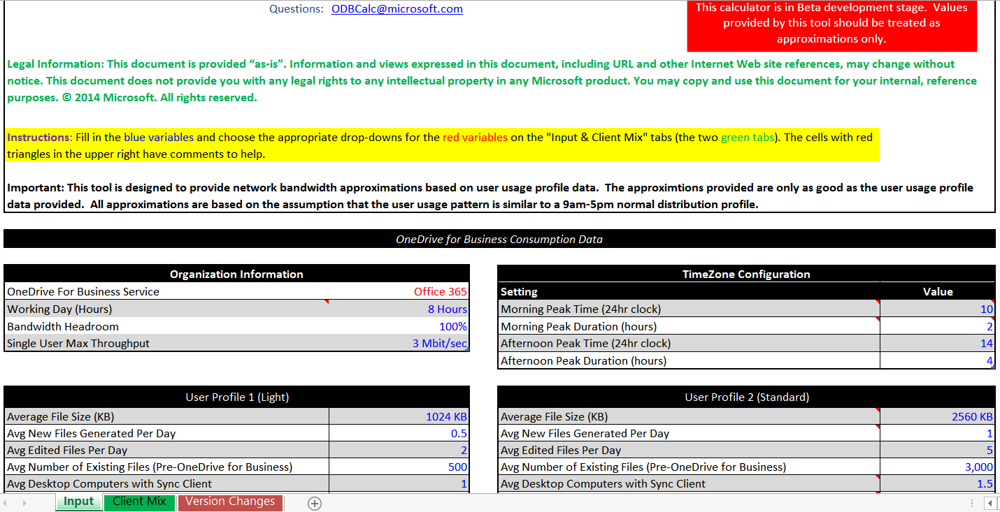 Questions: ODBCalc@microsoft.com
This calculator is in Beta development stage. Values
provided by this tool should be treated as
approximations only.
Legal Information: This document is provided “as-is”. Information and views expressed in this document, including URL and other Internet Web site references, may change without
notice. This document does not provide you with any legal rights to any intellectual property in any Microsoft product. You may copy and use this document for your internal, reference
purposes. © 2014 Microsoft. All rights reserved.
Instructions: Fill in the blue variables and choose the appropriate drop-downs for the red variables on the "Input & Client Mix" tabs (the two green tabs). The cells with red
triangles in the upper right have comments to help.
Important: This tool is designed to provide network bandwidth approximations based on user usage profile data. The approximtions provided are only as good as the user usage profile
data provided. All approximations are based on the assumption that the user usage pattern is similar to a 9am-5pm normal distribution profile.
OneDrive for Business Consumption Data
Organization Information
OneDrive For Business Service Office 365
Working Day (Hours) 8 Hours
Bandwidth Headroom 100%
Single User Max Throughput 3 Mbit/sec
TimeZone Configuration
Setting Value
Morning Peak Time (24hr clock) 10
Morning Peak Duration (hours) 2
Afternoon Peak Time (24hr clock) 14
Afternoon Peak Duration (hours) 4
User Profile 1 (Light)
Average File Size (KB) 1024 KB
Avg New Files Generated Per Day 0.5
Avg Edited Files Per Day 2
Avg Number of Existing Files (Pre-OneDrive for Business) 500
Avg Desktop Computers with Sync Client 1
User Profile 2 (Standard)
Average File Size (KB) 2560 KB
Avg New Files Generated Per Day 1
Avg Edited Files Per Day 5
Avg Number of Existing Files (Pre-OneDrive for Business) 3,000
Avg Desktop Computers with Sync Client 1.5
Input Client Mix Version Changes